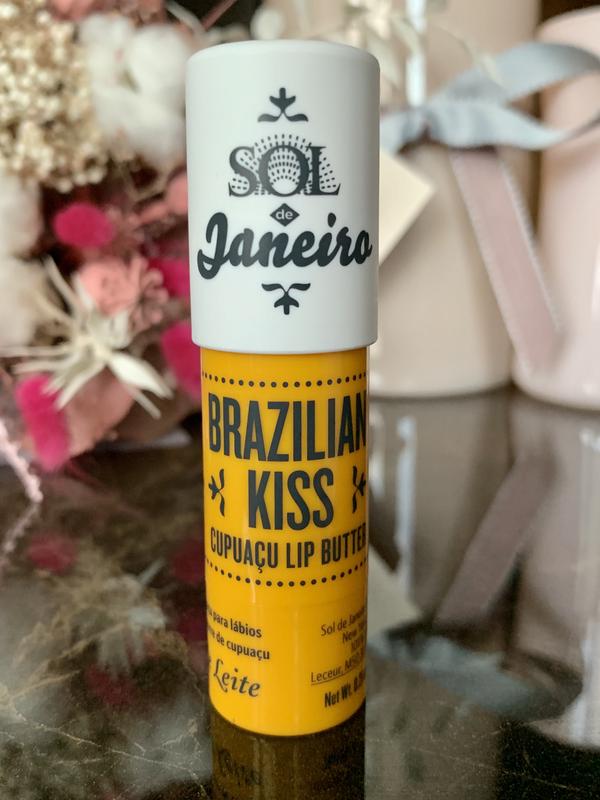 SOL
de
Janeiro
BRAZILIAN
KISS
CUPUAÇU LIP BUTTER
para lábios
de cupuaçu
Leite
Sol de Janeiro
New
Leceur,
Net Wt.